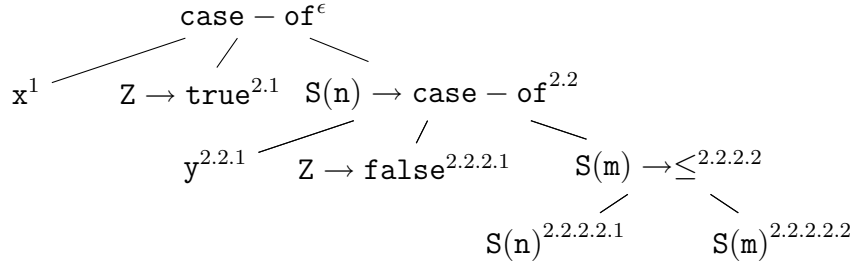 case − of^ϵ
x^1 Z → true^2.1 S(n) → case − of^2.2
y^2.2.1 Z → false^2.2.2.1 S(m) →≤^2.2.2.2
S(n)^2.2.2.2.1 S(m)^2.2.2.2.2